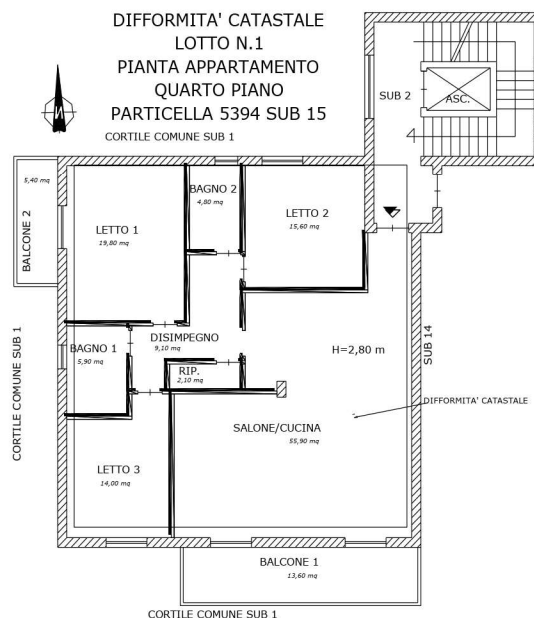 DIFFORMITA' CATASTALE
LOTTO N.1
PIANTA APPARTAMENTO
QUARTO PIANO
PARTICELLA 5394 SUB 15
CORTILE COMUNE SUB 1
SUB 2
ASC.
5,40 mq
BALCONE 2
BAGNO 2
4,80 mq
LETTO 1
19,80 mq
LETTO 2
15,60 mq
CORTILE COMUNE SUB 1
DISIMPEGNO
9,10 mq
BAGNO 1
5,90 mq
H=2,80 m
SUB 14
RIP.
2,10 mq
DIFFORMITA' CATASTALE
SALONE/CUCINA
55,90 mq
LETTO 3
14,00 mq
BALCONE 1
13,60 mq
CORTILE COMUNE SUB 1